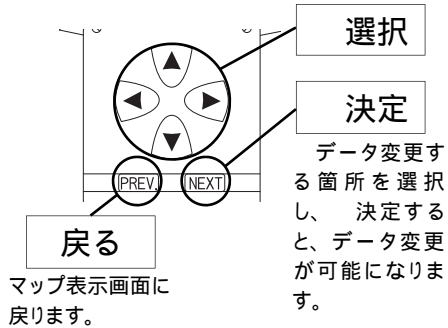 選択
決定
データ変更す
る箇所を選択
し、　決定する
と、データ変更
が可能になりま
す。
PREV.
NEXT
戻る
マップ表示画面に
戻ります。